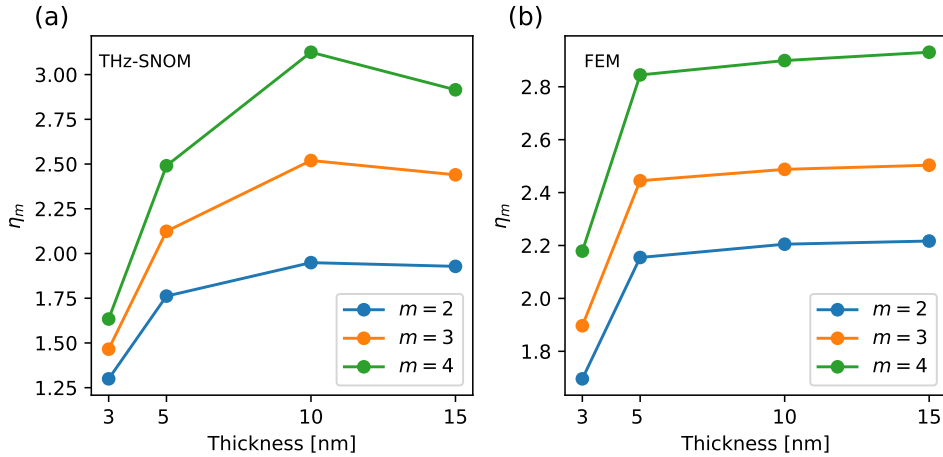 (a)
THz-SNOM
3.00
2.75
2.50
2.25
2.00
1.75
1.50
1.25
η_m
3 5 10 15
Thickness [nm]
m = 2
m = 3
m = 4
(b)
FEM
2.8
2.6
2.4
2.2
2.0
1.8
η_m
3 5 10 15
Thickness [nm]
m = 2
m = 3
m = 4